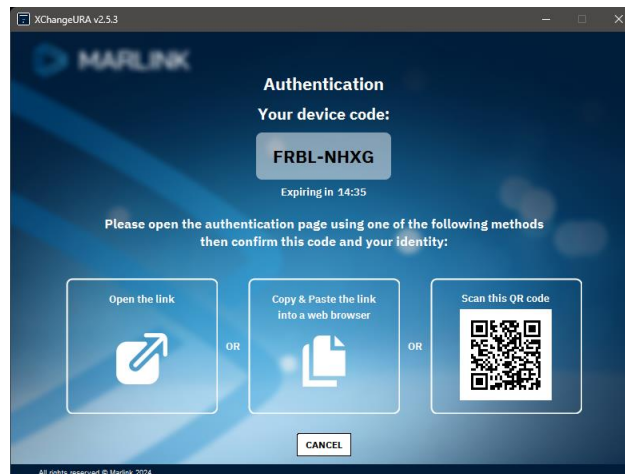 XChangeURA v2.5.3
MARLINK
Authentication
Your device code:
FRBL-NHXG
Expiring in 14:35
Please open the authentication page using one of the following methods
then confirm this code and your identity:
Open the link
OR
Copy & Paste the link
into a web browser
OR
Scan this QR code
CANCEL
All rights reserved © Marlink 2024